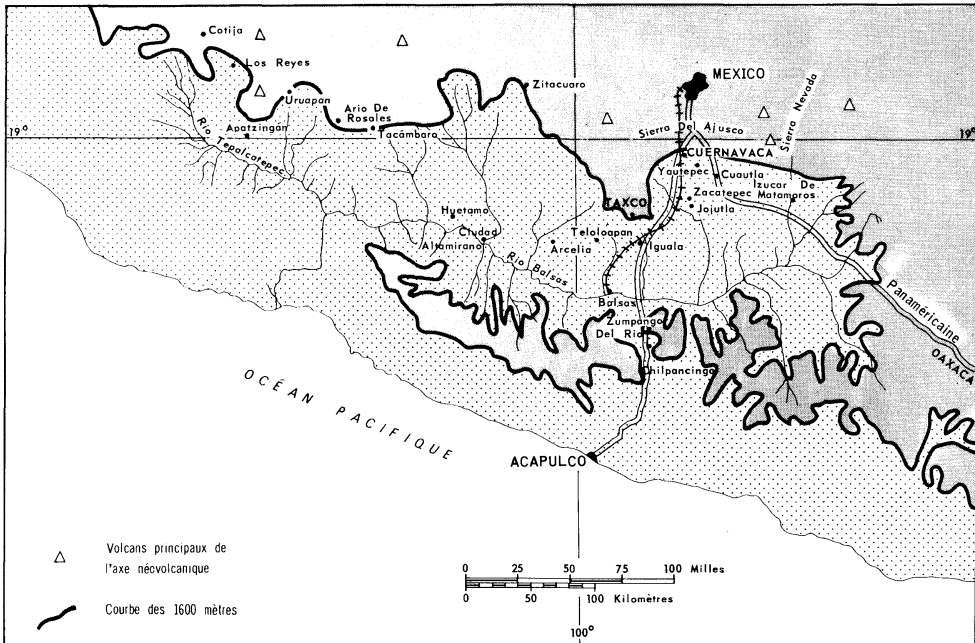 Cotija
Los Reyes
Uruapan
Ario De
Rosales
Zitacuaro
MEXICO
Sierra Nevada
19°
Apatzingán
Tacámbaro
Sierra Del Ajusco
19°
Rio Tepalcatepec
CUERNAVACA
Yautepec
Cuautla
Izucar De
Matamoros
Zacatepec
Jojutla
TAXCO
Huetamo
Ciudad
Altamirano
Teloloapan
Arcelia
Iguala
Rio Balsas
Balsas
Zumpango
Del Rio
Chilpancingo
Panaméricaine
OAXACA
OCÉAN PACIFIQUE
ACAPULCO
Volcans principaux de
l'axe néovolcanique
Courbe des 1600 mètres
0 25 50 75 100 Milles
0 50 100 Kilomètres
100°